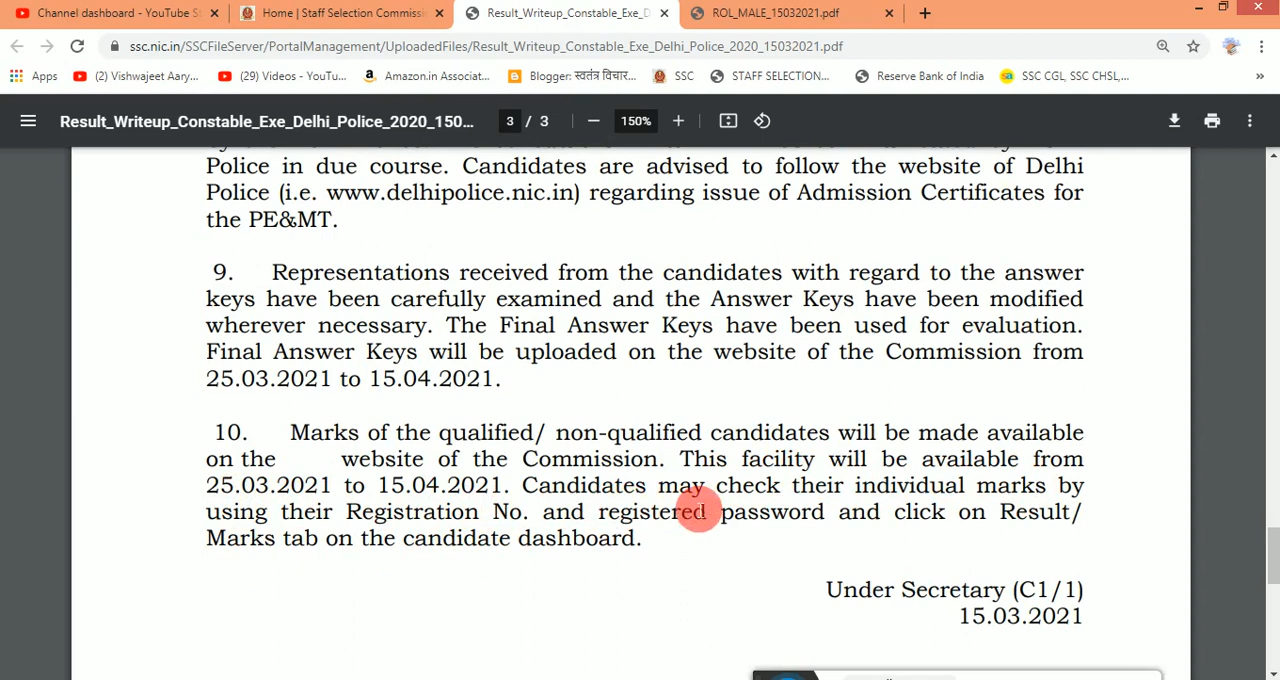 Channel dashboard - YouTube S
Home | Staff Selection Commissi
Result_Writeup_Constable_Exe_D
ROL_MALE_15032021.pdf
ssc.nic.in/SSCFileServer/PortalManagement/UploadedFiles/Result_Writeup_Constable_Exe_Delhi_Police_2020_15032021.pdf
Apps
(2) Vishwajeet Aary...
(29) Videos - YouTu...
Amazon.in Associat...
Blogger: स्वतंत्र विचार...
SSC
STAFF SELECTION...
Reserve Bank of India
SSC CGL, SSC CHSL,...
»
Result_Writeup_Constable_Exe_Delhi_Police_2020_150...
3 / 3
150%
Police in due course. Candidates are advised to follow the website of Delhi
Police (i.e. www.delhipolice.nic.in) regarding issue of Admission Certificates for
the PE&MT.
9. Representations received from the candidates with regard to the answer
keys have been carefully examined and the Answer Keys have been modified
wherever necessary. The Final Answer Keys have been used for evaluation.
Final Answer Keys will be uploaded on the website of the Commission from
25.03.2021 to 15.04.2021.
10. Marks of the qualified/ non-qualified candidates will be made available
on the website of the Commission. This facility will be available from
25.03.2021 to 15.04.2021. Candidates may check their individual marks by
using their Registration No. and registered password and click on Result/
Marks tab on the candidate dashboard.
Under Secretary (C1/1)
15.03.2021